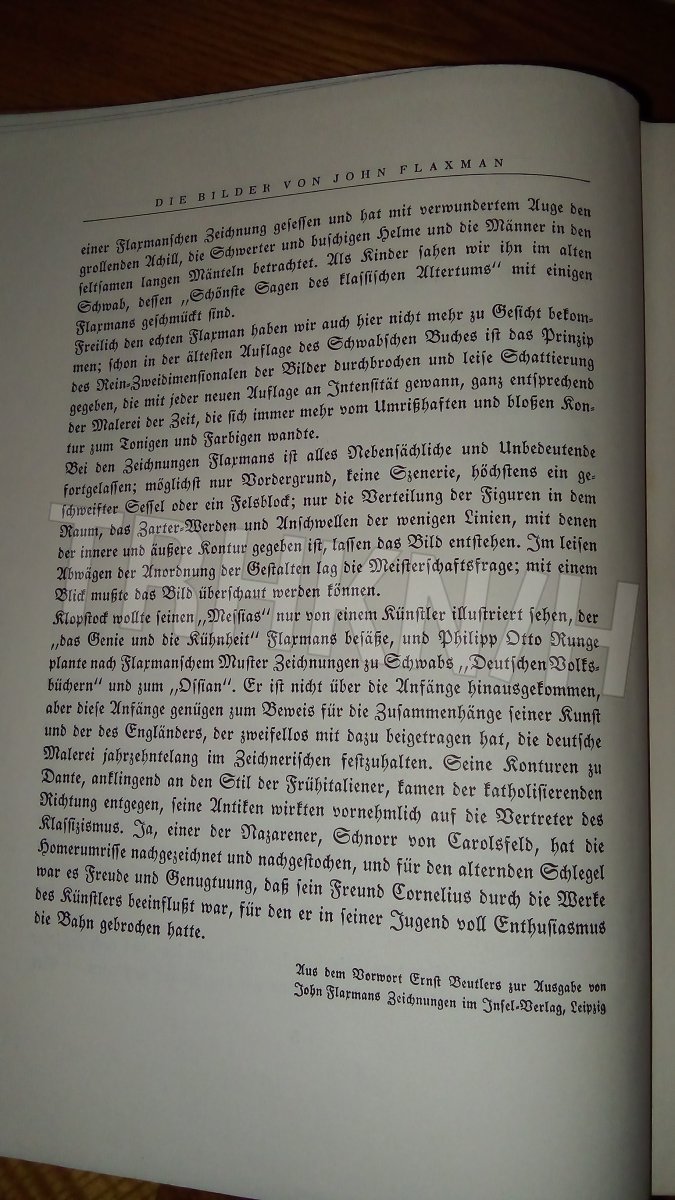 DIE BILDER VON JOHN FLAXMAN
einer Flaxmanschen Zeichnung gesessen und hat mit verwundertem Auge den
grollenden Achill, die Schwerter und buschigen Helme und die Männer in den
seltsamen langen Mänteln betrachtet. Als Kinder sahen wir ihn im alten
Schwab, dessen „Schönste Sagen des klassischen Altertums“ mit einigen
Flaxmans geschmückt sind.
Freilich den echten Flaxman haben wir auch hier nicht mehr zu Gesicht bekom-
men; schon in der ältesten Auflage des Schwabschen Buches ist das Prinzip
des Rein-Zweidimensionalen der Bilder durchbrochen und leise Schattierung
gegeben, die mit jeder neuen Auflage an Intensität gewann, ganz entsprechend
der Malerei der Zeit, die sich immer mehr vom Umrißhaften und bloßen Kon-
tur zum Tonigen und Farbigen wandte.
Bei den Zeichnungen Flaxmans ist alles Nebensächliche und Unbedeutende
fortgelassen; möglichst nur Vordergrund, keine Szenerie, höchstens ein ge-
schweifter Sessel oder ein Felsblock; nur die Verteilung der Figuren in dem
Raum, das Zarter-Werden und Anschwellen der wenigen Linien, mit denen
der innere und äußere Kontur gegeben ist, lassen das Bild entstehen. Im leisen
Abwägen der Anordnung der Gestalten lag die Meisterschaftsfrage; mit einem
Blick mußte das Bild überschaut werden können.
Klopstock wollte seinen „Messias“ nur von einem Künstler illustriert sehen, der
„das Genie und die Kühnheit“ Flaxmans besäße, und Philipp Otto Runge
plante nach Flaxmanschem Muster Zeichnungen zu Schwabs „Deutschen Volks-
büchern“ und zum „Ossian“. Er ist nicht über die Anfänge hinausgekommen,
aber diese Anfänge genügen zum Beweis für die Zusammenhänge seiner Kunst
und der des Engländers, der zweifellos mit dazu beigetragen hat, die deutsche
Malerei jahrzehntelang im Zeichnerischen festzuhalten. Seine Konturen zu
Dante, anklingend an den Stil der Frühitaliener, kamen der katholisierenden
Richtung entgegen, seine Antiken wirkten vornehmlich auf die Vertreter des
Klassizismus. Ja, einer der Nazarener, Schnorr von Carolsfeld, hat die
Homerumrisse nachgezeichnet und nachgestochen, und für den alternden Schlegel
war es Freude und Genugtuung, daß sein Freund Cornelius durch die Werke
des Künstlers beeinflußt war, für den er in seiner Jugend voll Enthusiasmus
die Bahn gebrochen hatte.
Aus dem Vorwort Ernst Beutlers zur Ausgabe von
John Flaxmans Zeichnungen im Insel-Verlag, Leipzig